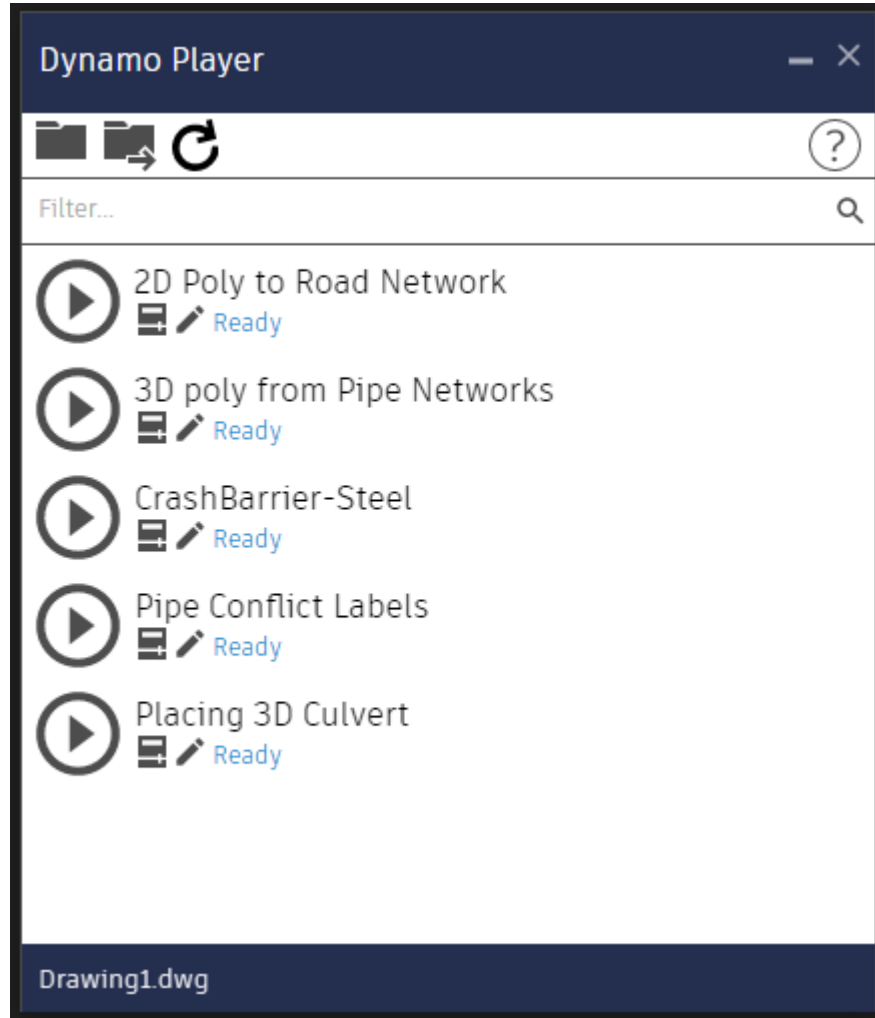 Dynamo Player
?
Filter...
2D Poly to Road Network
Ready
3D poly from Pipe Networks
Ready
CrashBarrier-Steel
Ready
Pipe Conflict Labels
Ready
Placing 3D Culvert
Ready
Drawing1.dwg